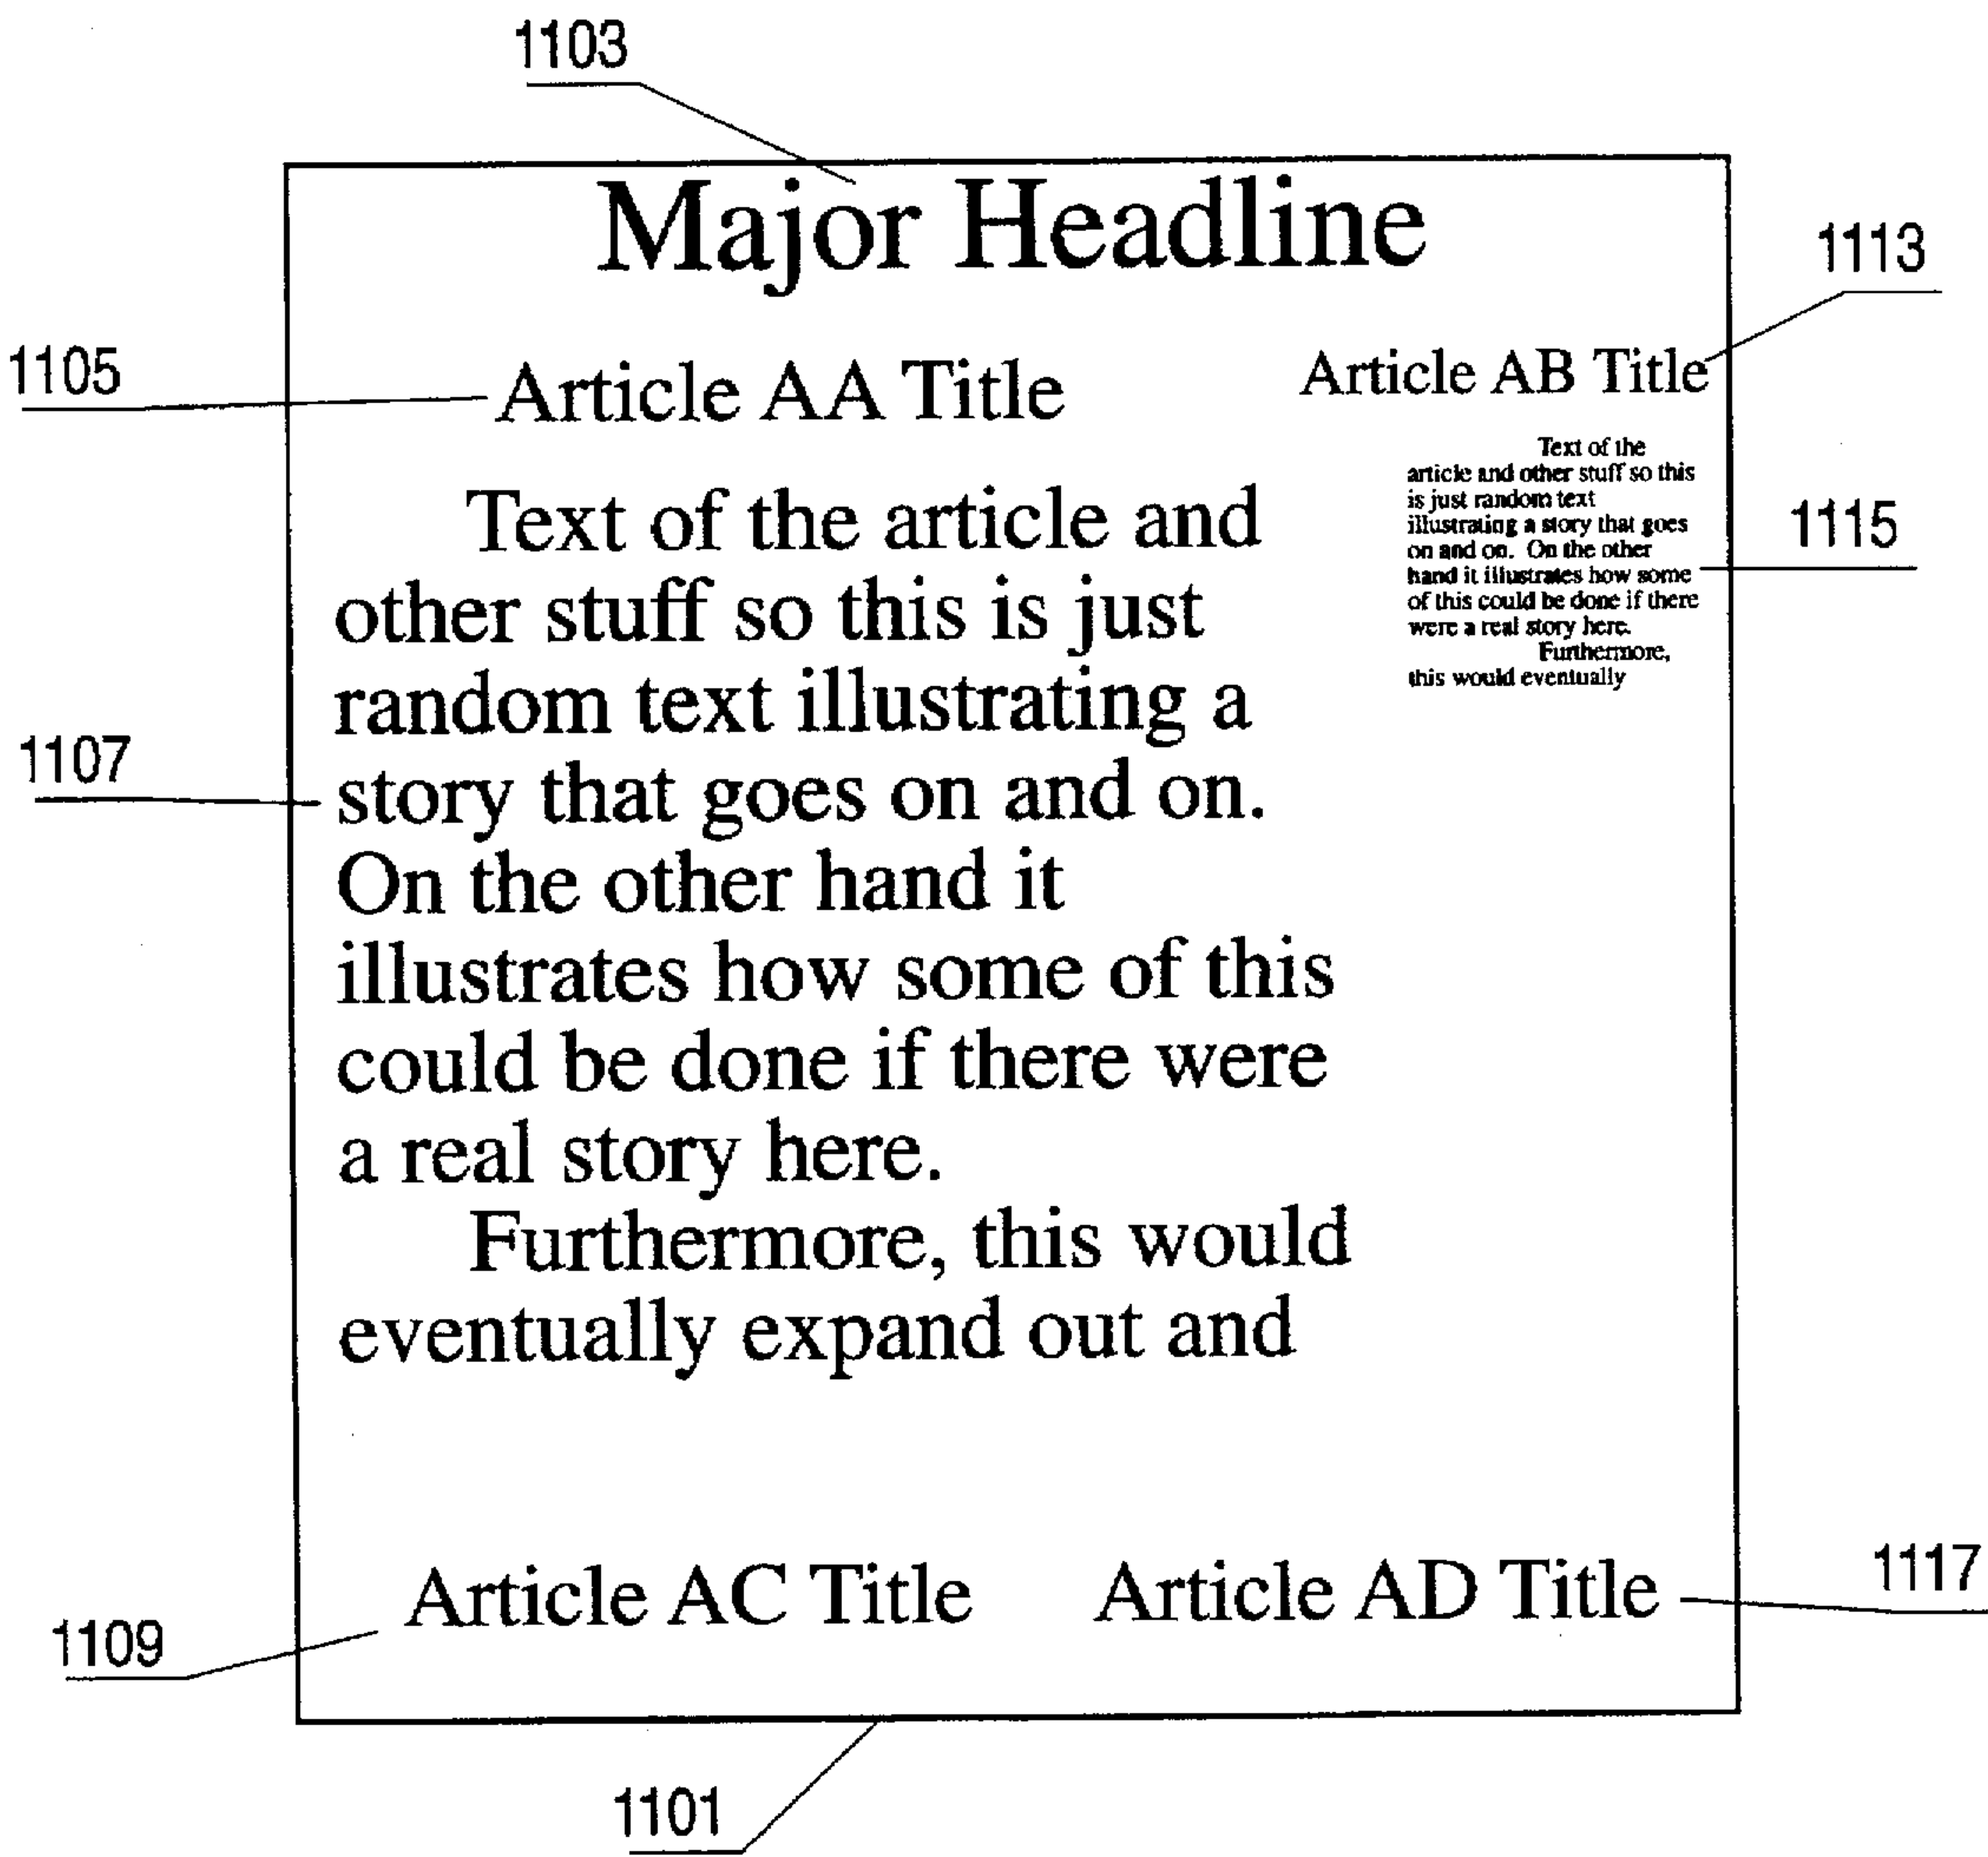 1103
Major Headline
1113
1105
Article AA Title
Article AB Title
Text of the article and
other stuff so this is just
random text illustrating a
story that goes on and on.
On the other hand it
illustrates how some of this
could be done if there were
a real story here.
Furthermore, this would
eventually expand out and
Text of the
article and other stuff so this
is just random text
illustrating a story that goes
on and on. On the other
hand it illustrates how some
of this could be done if there
were a real story here.
Furthermore,
this would eventually
1115
1107
Article AC Title
Article AD Title
1117
1109
1101